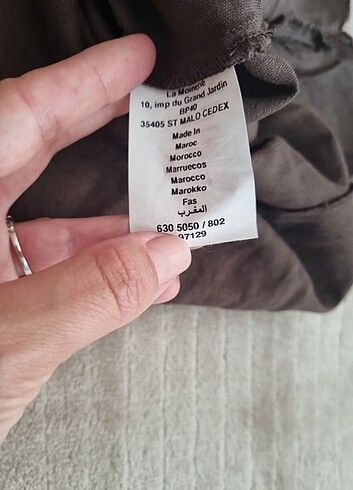 La Moinerie
10, imp du Grand Jardin
BP40
35405 ST MALO CEDEX
Made in
Maroc
Morocco
Marruecos
Marocco
Marokko
Fas
المغرب
630 5050 / 802
97129